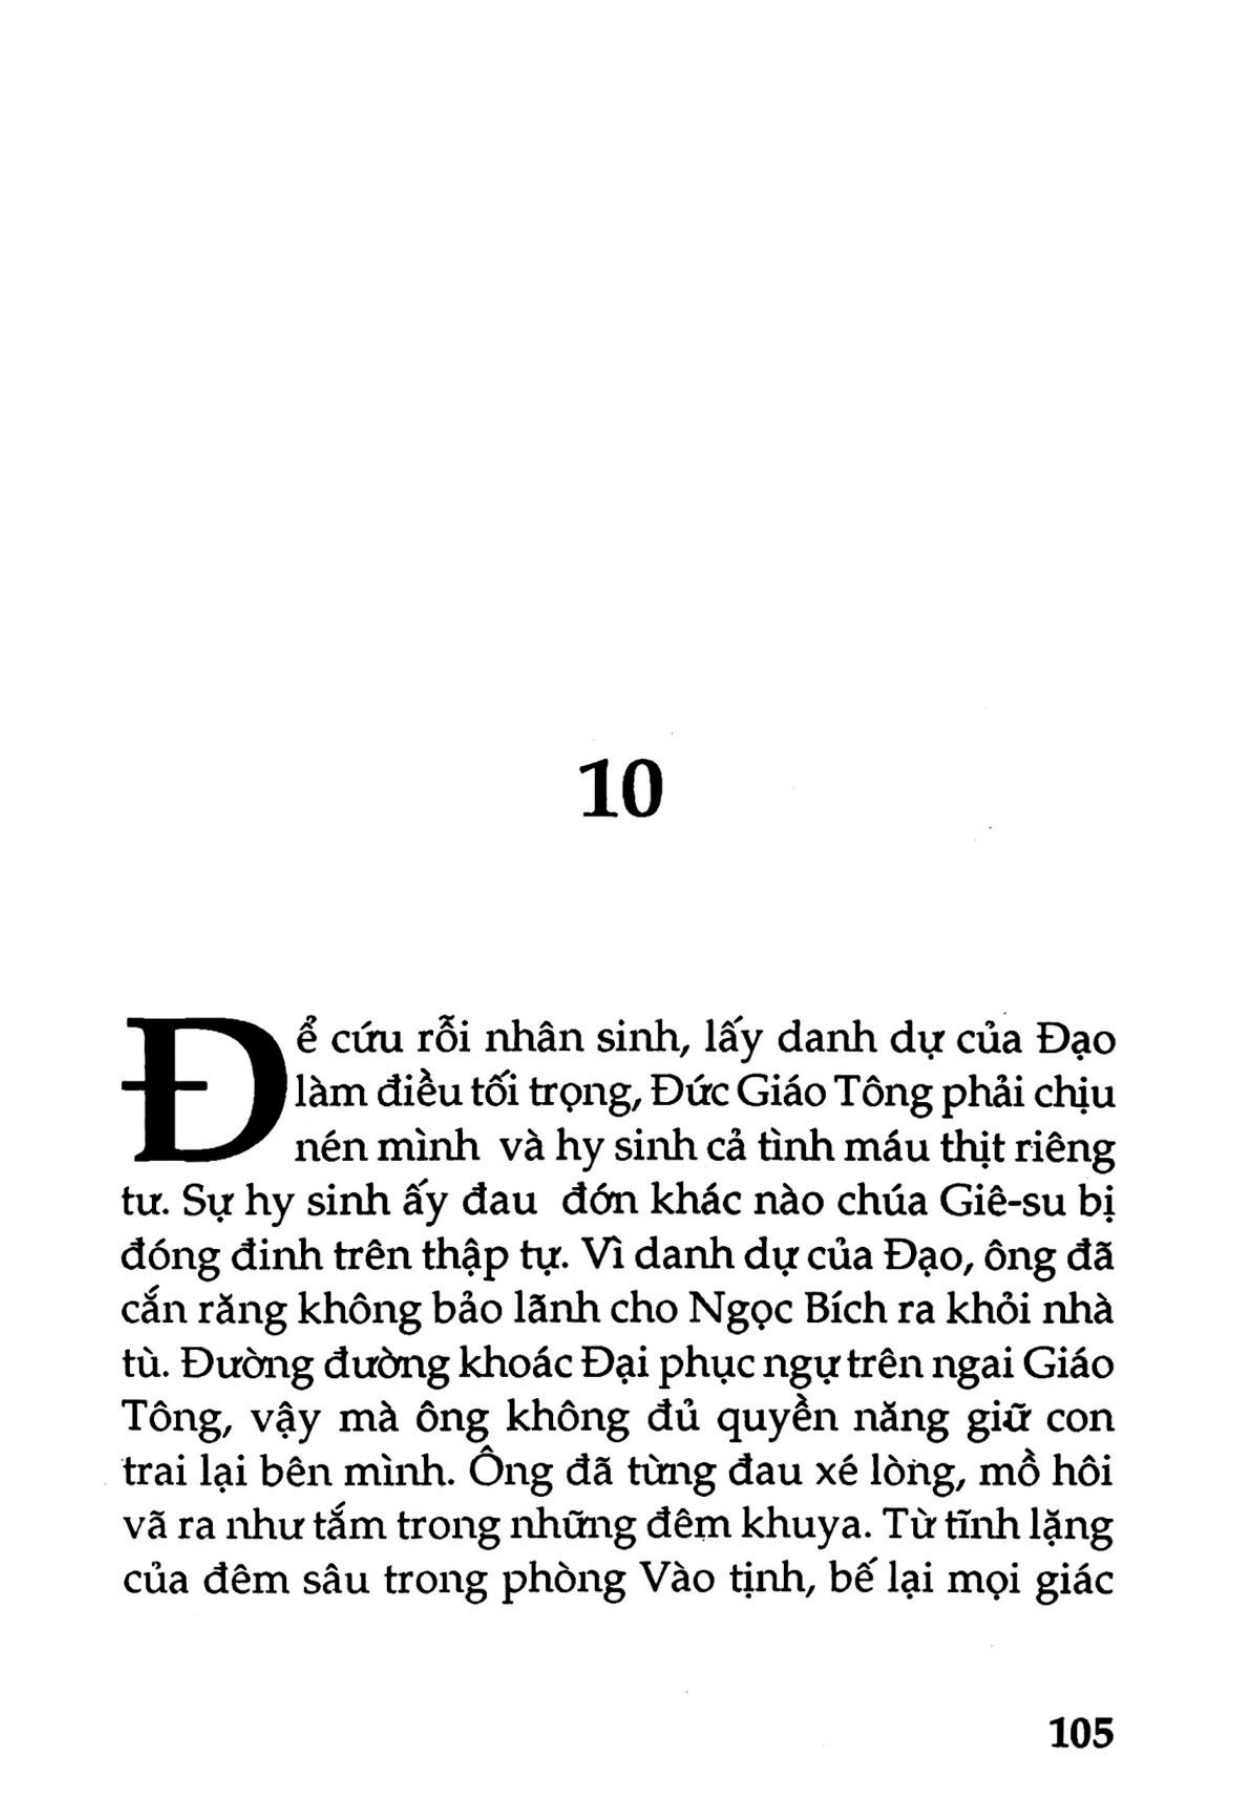 10
Để cứu rỗi nhân sinh, lấy danh dự của Đạo
làm điều tối trọng, Đức Giáo Tông phải chịu
nén mình và hy sinh cả tình máu thịt riêng
tư. Sự hy sinh ấy đau đớn khác nào chúa Giê-su bị
đóng đinh trên thập tự. Vì danh dự của Đạo, ông đã
cắn răng không bảo lãnh cho Ngọc Bích ra khỏi nhà
tù. Đường đường khoác Đại phục ngự trên ngai Giáo
Tông, vậy mà ông không đủ quyền năng giữ con
trai lại bên mình. Ông đã từng đau xé lòng, mồ hôi
vã ra như tắm trong những đêm khuya. Từ tĩnh lặng
của đêm sâu trong phòng Vào tịnh, bế lại mọi giác
105